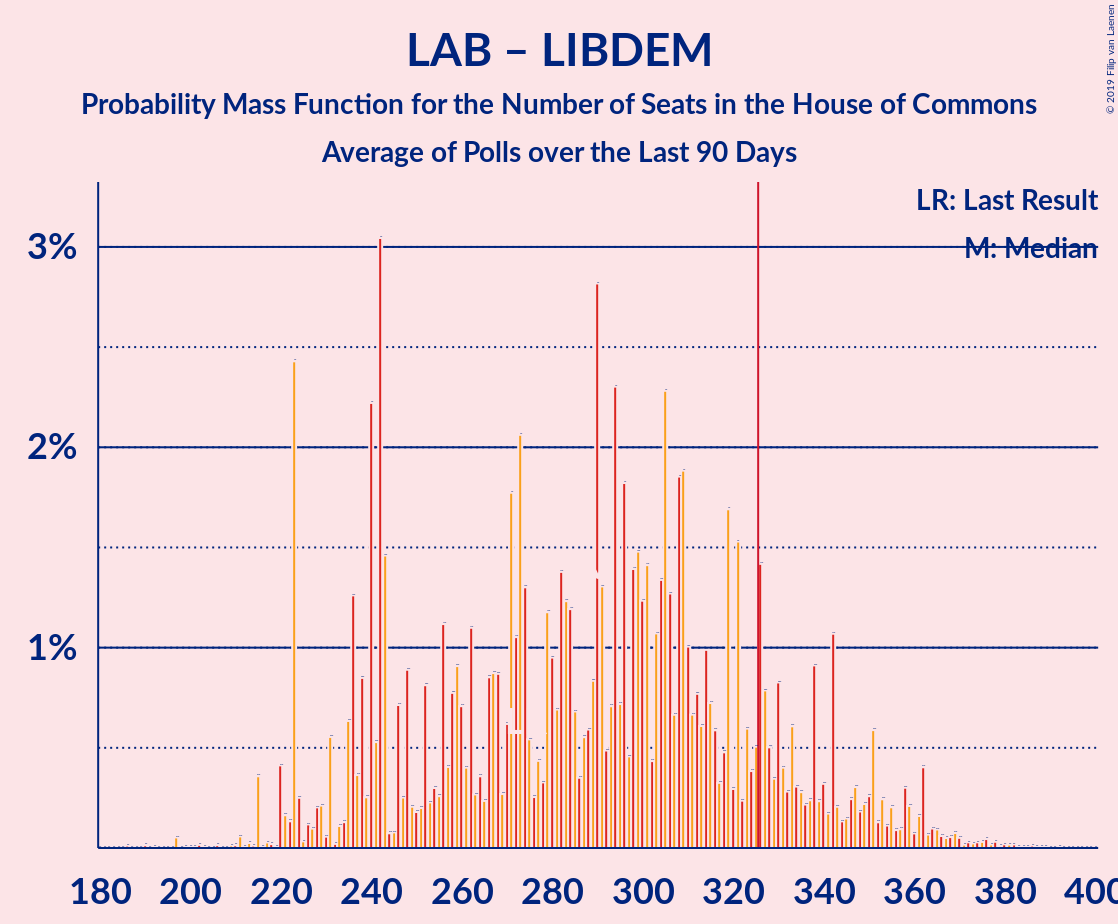 LAB – LIBDEM
Probability Mass Function for the Number of Seats in the House of Commons
Average of Polls over the Last 90 Days
© 2019 Filip van Laenen
LR: Last Result
M: Median
3%
2%
1%
180 200 220 240 260 280 300 320 340 360 380 400